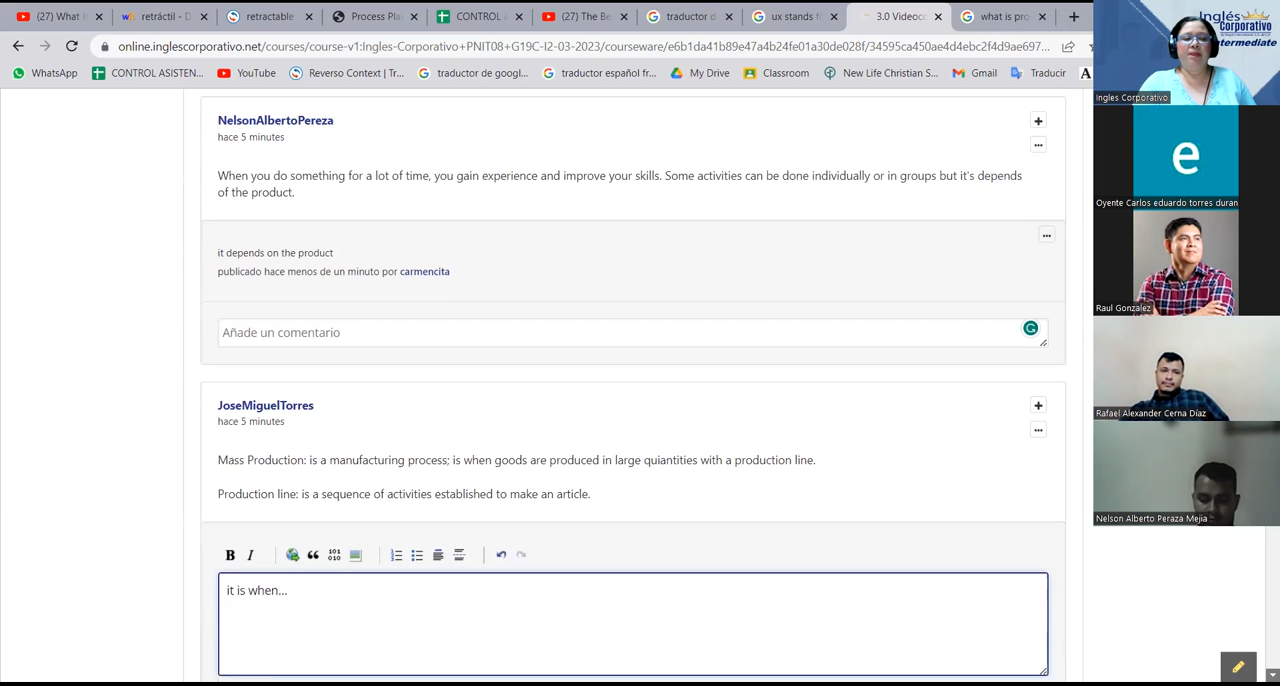 (27) What I
retráctil - D
retractable
Process Pla
CONTROL A
(27) The Be
traductor d
ux stands f
3.0 Videoc
what is pro
online.inglescorporativo.net/courses/course-v1:Ingles-Corporativo+PNIT08+G19C-I2-03-2023/courseware/e6b1da41b89e47a4b24fe01a30de028f/34595ca450ae4d4ebc2f4d9ae697...
WhatsApp
CONTROL ASISTEN...
YouTube
Reverso Context | Tr...
traductor de googl...
traductor español fr...
My Drive
Classroom
New Life Christian S...
Gmail
Traducir
NelsonAlbertoPereza
hace 5 minutes
When you do something for a lot of time, you gain experience and improve your skills. Some activities can be done individually or in groups but it's depends
of the product.
it depends on the product
publicado hace menos de un minuto por carmencita
Añade un comentario
JoseMiguelTorres
hace 5 minutes
Mass Production: is a manufacturing process; is when goods are produced in large quiantities with a production line.
Production line: is a sequence of activities established to make an article.
B I
it is when...
Inglés
Corporativo
Intermediate
Ingles Corporativo
e
Oyente Carlos eduardo torres duran
Raul Gonzalez
Rafael Alexander Cerna Díaz
Nelson Alberto Peraza Mejia